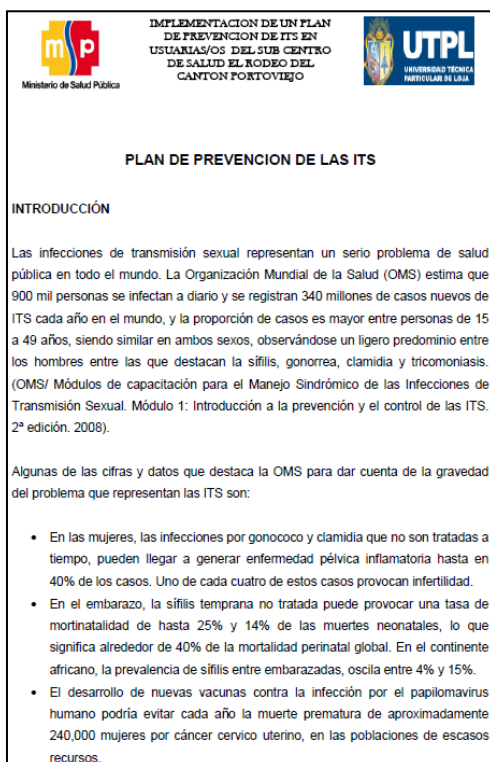 msp
Ministerio de Salud Pública
IMPLEMENTACION DE UN PLAN
DE PREVENCION DE ITS EN
USUARIAS/OS DEL SUB CENTRO
DE SALUD EL RODEO DEL
CANTON PORTOVIEJO
UTPL
UNIVERSIDAD TÉCNICA
PARTICULAR DE LOJA
PLAN DE PREVENCION DE LAS ITS
INTRODUCCIÓN
Las infecciones de transmisión sexual representan un serio problema de salud
pública en todo el mundo. La Organización Mundial de la Salud (OMS) estima que
900 mil personas se infectan a diario y se registran 340 millones de casos nuevos de
ITS cada año en el mundo, y la proporción de casos es mayor entre personas de 15
a 49 años, siendo similar en ambos sexos, observándose un ligero predominio entre
los hombres entre las que destacan la sífilis, gonorrea, clamidia y tricomoniasis.
(OMS/ Módulos de capacitación para el Manejo Sindrómico de las Infecciones de
Transmisión Sexual. Módulo 1: Introducción a la prevención y el control de las ITS.
2ª edición. 2008).
Algunas de las cifras y datos que destaca la OMS para dar cuenta de la gravedad
del problema que representan las ITS son:
• En las mujeres, las infecciones por gonococo y clamidia que no son tratadas a
tiempo, pueden llegar a generar enfermedad pélvica inflamatoria hasta en
40% de los casos. Uno de cada cuatro de estos casos provocan infertilidad.
• En el embarazo, la sífilis temprana no tratada puede provocar una tasa de
mortinatalidad de hasta 25% y 14% de las muertes neonatales, lo que
significa alrededor de 40% de la mortalidad perinatal global. En el continente
africano, la prevalencia de sífilis entre embarazadas, oscila entre 4% y 15%.
• El desarrollo de nuevas vacunas contra la infección por el papilomavirus
humano podría evitar cada año la muerte prematura de aproximadamente
240,000 mujeres por cáncer cervico uterino, en las poblaciones de escasos
recursos.